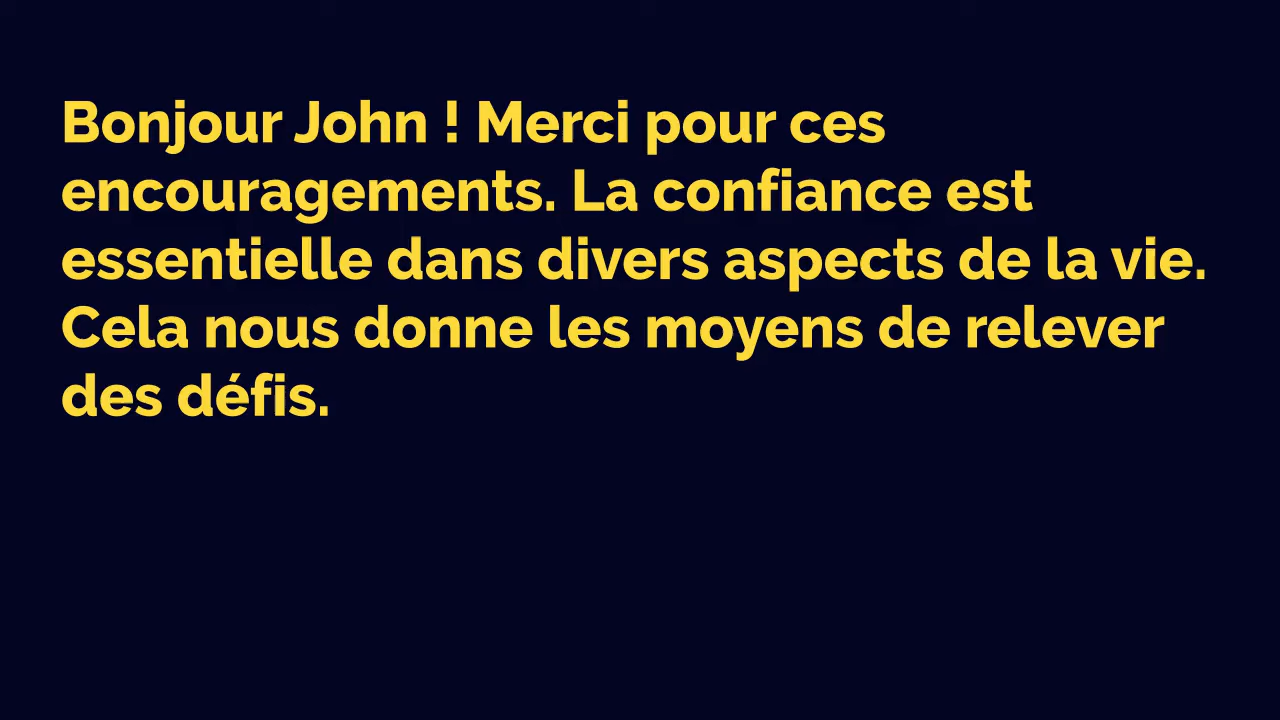 Bonjour John ! Merci pour ces
encouragements. La confiance est
essentielle dans divers aspects de la vie.
Cela nous donne les moyens de relever
des défis.